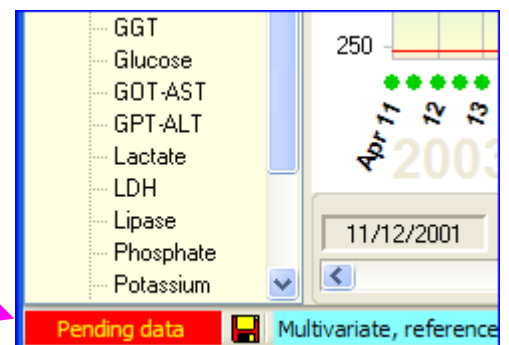 GGT
Glucose
GOT-AST
GPT-ALT
Lactate
LDH
Lipase
Phosphate
Potassium
250
Apr 11
12
13
2003
11/12/2001
Pending data
Multivariate, reference